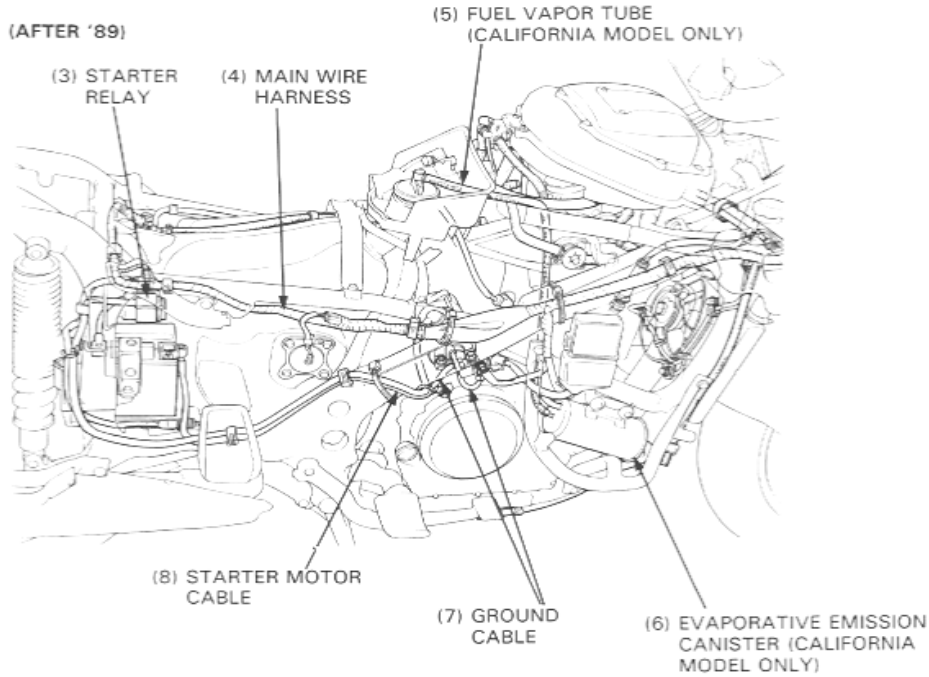 (5) FUEL VAPOR TUBE
(CALIFORNIA MODEL ONLY)
(AFTER '89)
(3) STARTER
RELAY
(4) MAIN WIRE
HARNESS
(8) STARTER MOTOR
CABLE
(7) GROUND
CABLE
(6) EVAPORATIVE EMISSION
CANISTER (CALIFORNIA
MODEL ONLY)